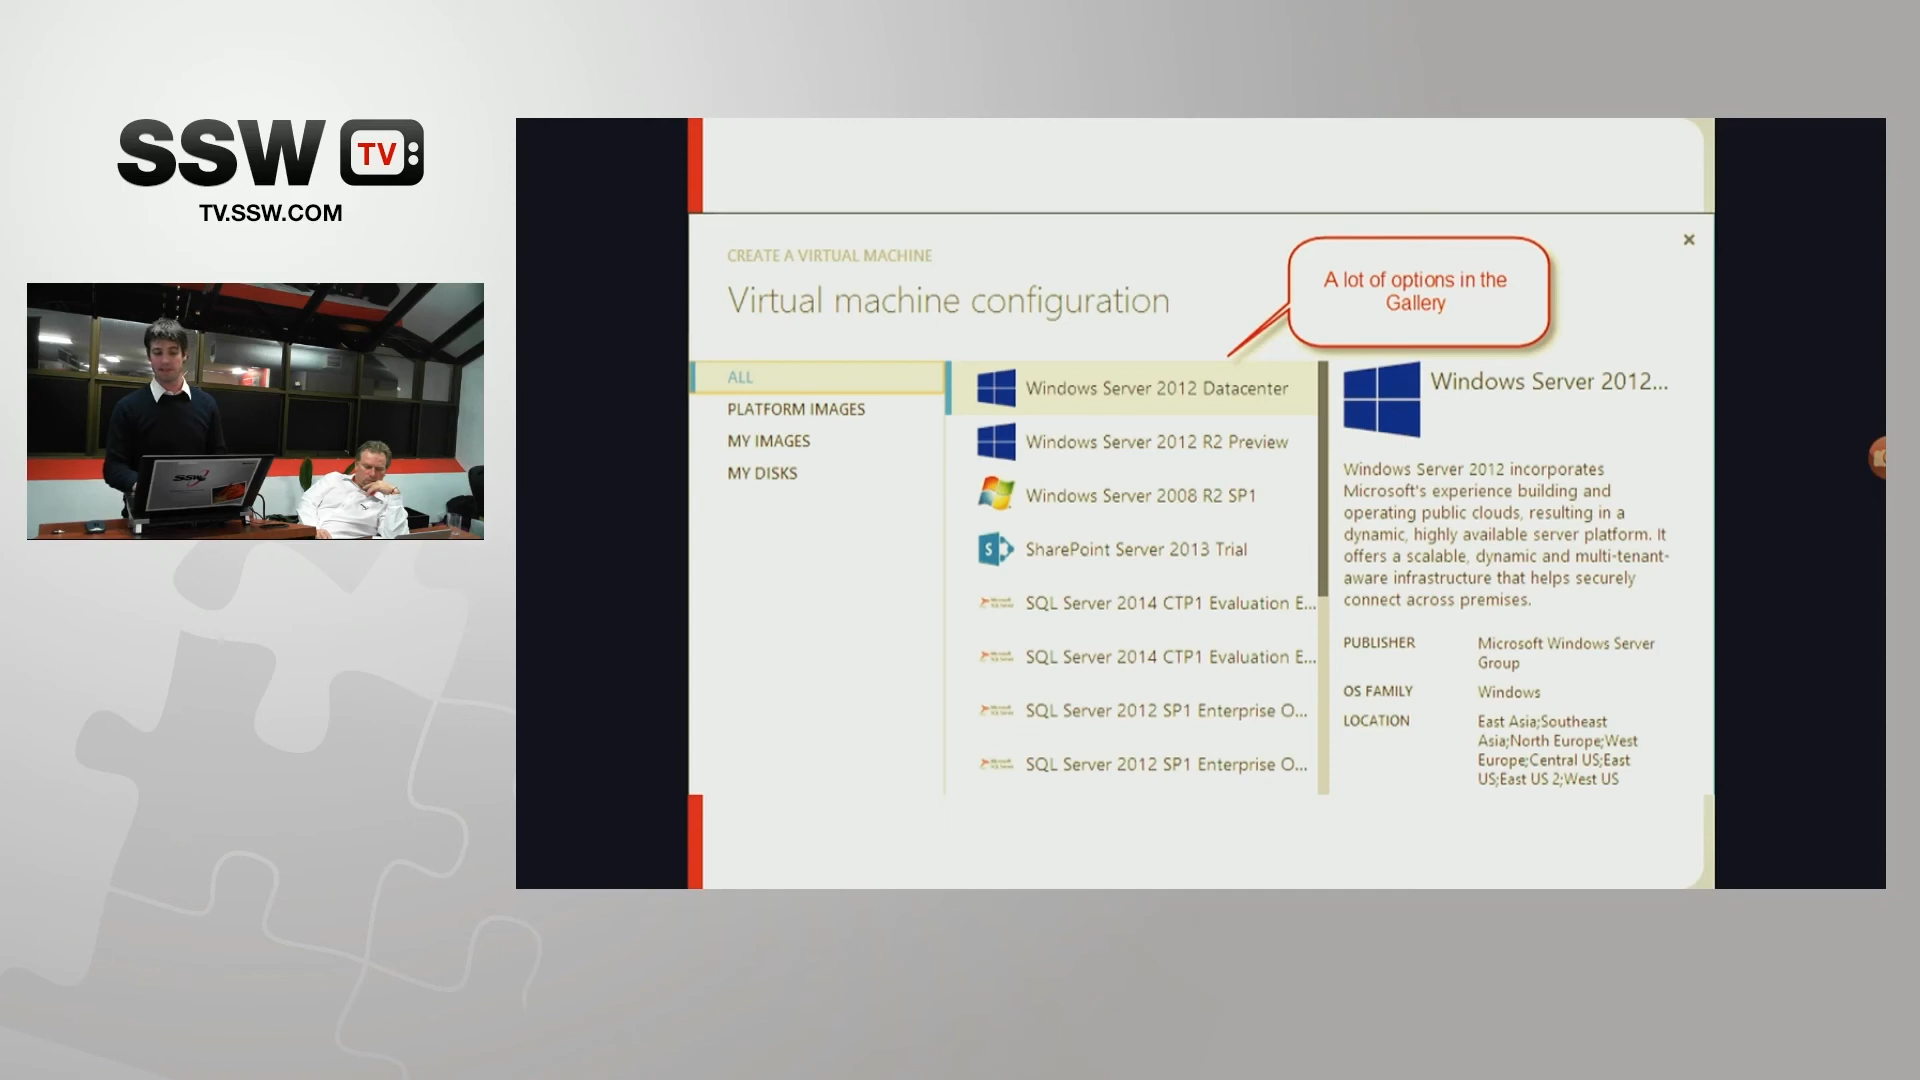 SSW TV:
TV.SSW.COM
SSW
CREATE A VIRTUAL MACHINE
Virtual machine configuration
A lot of options in the
Gallery
ALL
PLATFORM IMAGES
MY IMAGES
MY DISKS
Windows Server 2012 Datacenter
Windows Server 2012 R2 Preview
Windows Server 2008 R2 SP1
SharePoint Server 2013 Trial
SQL Server 2014 CTP1 Evaluation E...
SQL Server 2014 CTP1 Evaluation E...
SQL Server 2012 SP1 Enterprise O...
SQL Server 2012 SP1 Enterprise O...
Windows Server 2012...
Windows Server 2012 incorporates
Microsoft's experience building and
operating public clouds, resulting in a
dynamic, highly available server platform. It
offers a scalable, dynamic and multi-tenant-
aware infrastructure that helps securely
connect across premises.
PUBLISHER Microsoft Windows Server
Group
OS FAMILY Windows
LOCATION East Asia;Southeast
Asia;North Europe;West
Europe;Central US;East
US;East US 2;West US